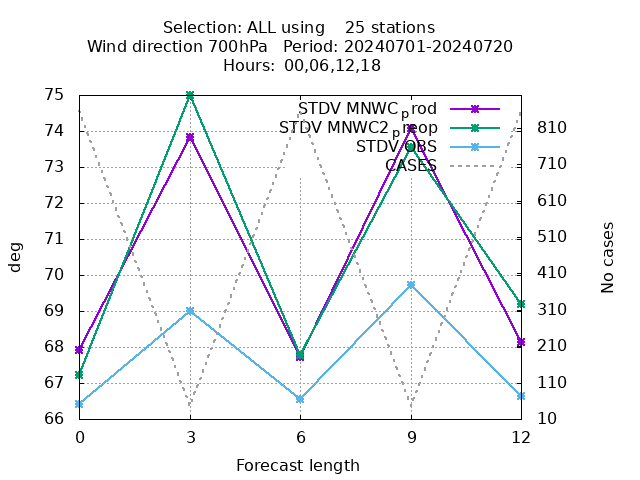 Selection: ALL using    25 stations
Wind direction 700hPa   Period: 20240701-20240720
Hours:  00,06,12,18
75
74
73
72
71
70
69
68
67
66
deg
STDV MNWC_prod
STDV MNWC2_preop
STDV OBS
CASES
810
710
610
510
410
310
210
110
10
No cases
0
3
6
9
12
Forecast length